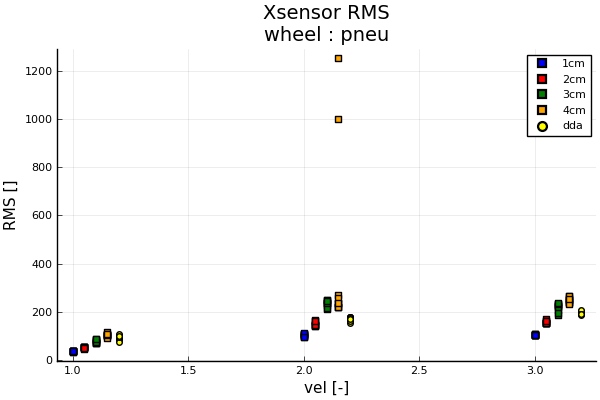 Xsensor RMS
wheel : pneu
1200
1000
800
600
400
200
0
RMS []
1.0
1.5
2.0
2.5
3.0
vel [-]
1cm
2cm
3cm
4cm
dda